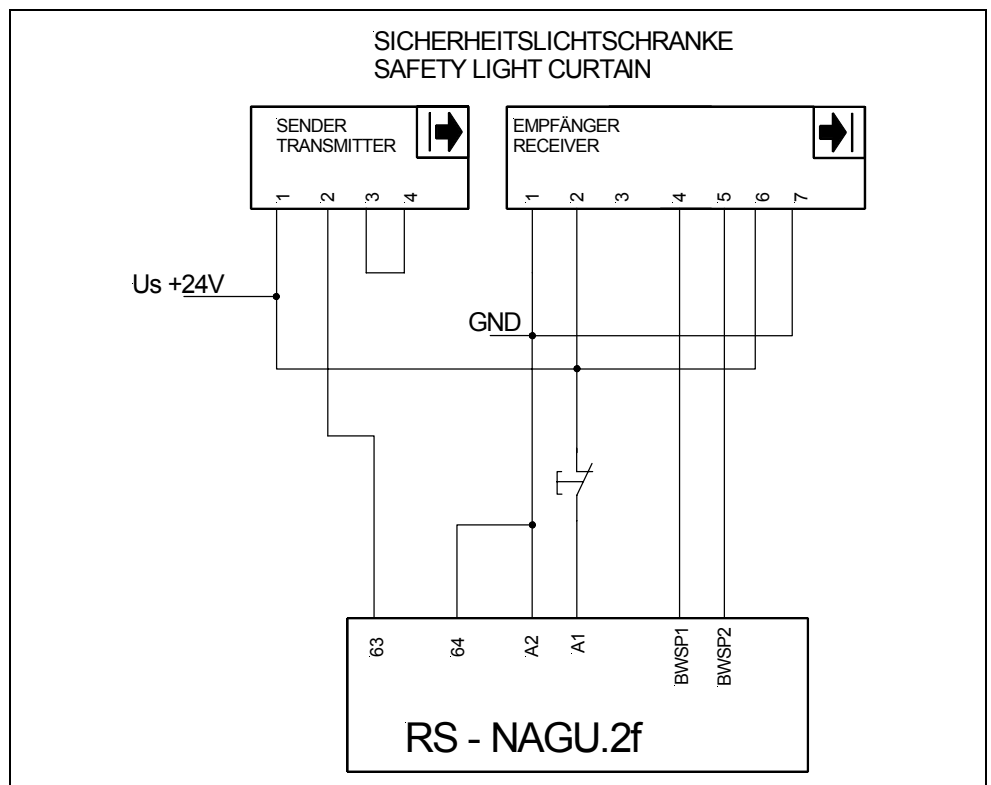 SICHERHEITSLICHTSCHRANKE
SAFETY LIGHT CURTAIN
SENDER
TRANSMITTER
EMPFÄNGER
RECEIVER
1 2 3 4
1 2 3 4 5 6 7
Us +24V
GND
63 64 A2 A1 BWSP1 BWSP2
RS - NAGU.2f